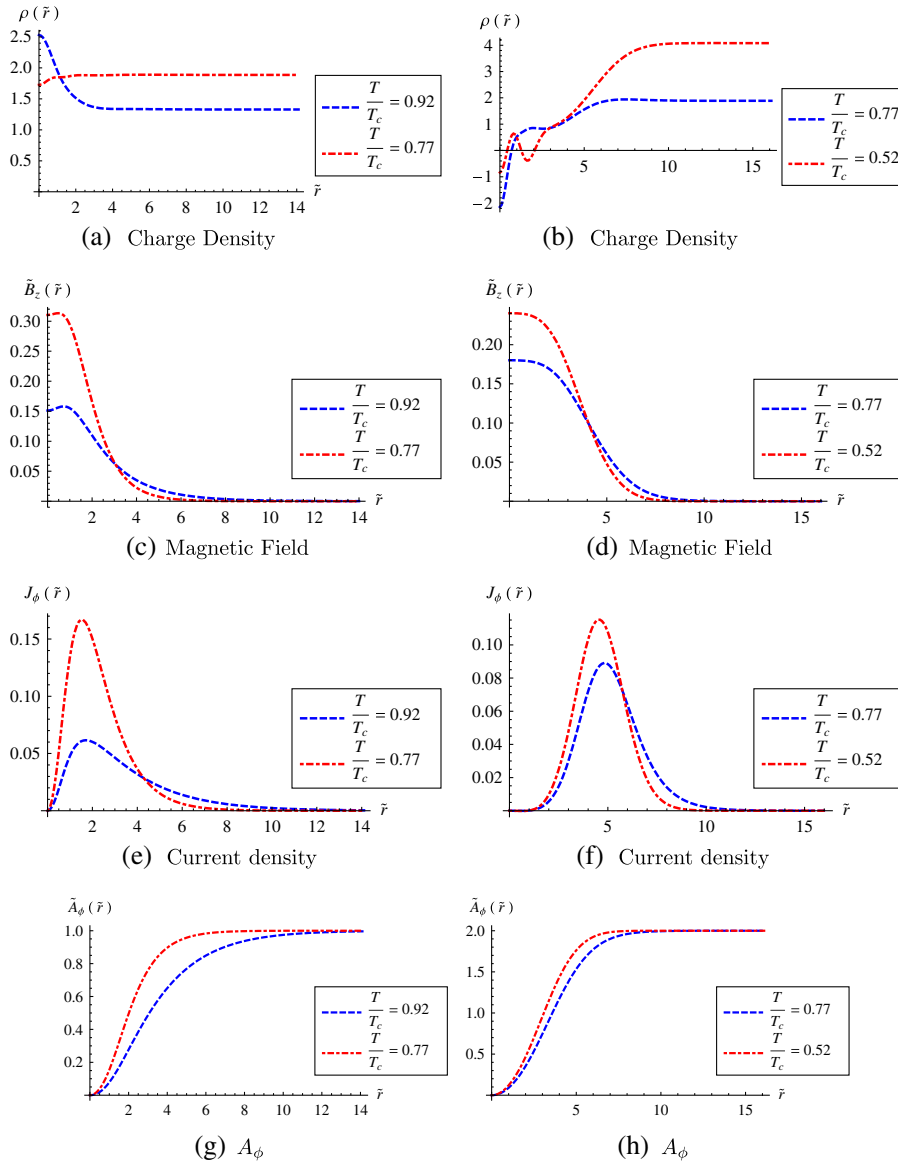 ρ(r̃)
2.5
2.0
1.5
1.0
0.5
2 4 6 8 10 12 14 r̃
T/T_c = 0.92
T/T_c = 0.77
(a) Charge Density
ρ(r̃)
4
3
2
1
−1
−2
5 10 15 r̃
T/T_c = 0.77
T/T_c = 0.52
(b) Charge Density
B̃_z(r̃)
0.30
0.25
0.20
0.15
0.10
0.05
2 4 6 8 10 12 14 r̃
T/T_c = 0.92
T/T_c = 0.77
(c) Magnetic Field
B̃_z(r̃)
0.20
0.15
0.10
0.05
5 10 15 r̃
T/T_c = 0.77
T/T_c = 0.52
(d) Magnetic Field
J_ϕ(r̃)
0.15
0.10
0.05
2 4 6 8 10 12 14 r̃
T/T_c = 0.92
T/T_c = 0.77
(e) Current density
J_ϕ(r̃)
0.10
0.08
0.06
0.04
0.02
5 10 15 r̃
T/T_c = 0.77
T/T_c = 0.52
(f) Current density
Ã_ϕ(r̃)
1.0
0.8
0.6
0.4
0.2
2 4 6 8 10 12 14 r̃
T/T_c = 0.92
T/T_c = 0.77
(g) A_ϕ
Ã_ϕ(r̃)
2.0
1.5
1.0
0.5
5 10 15 r̃
T/T_c = 0.77
T/T_c = 0.52
(h) A_ϕ